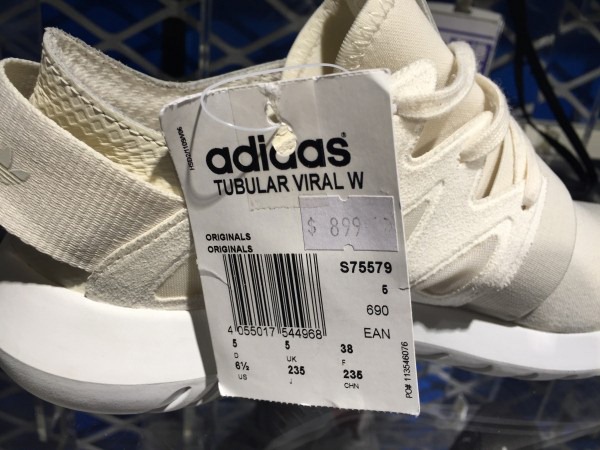 adidas
TUBULAR VIRAL W
$ 899
ORIGINALS
ORIGINALS
S75579
5
690
EAN
4 055017 544968
5 5 38
D UK F
6½ 235 235
US J CHN
PO# 113546076